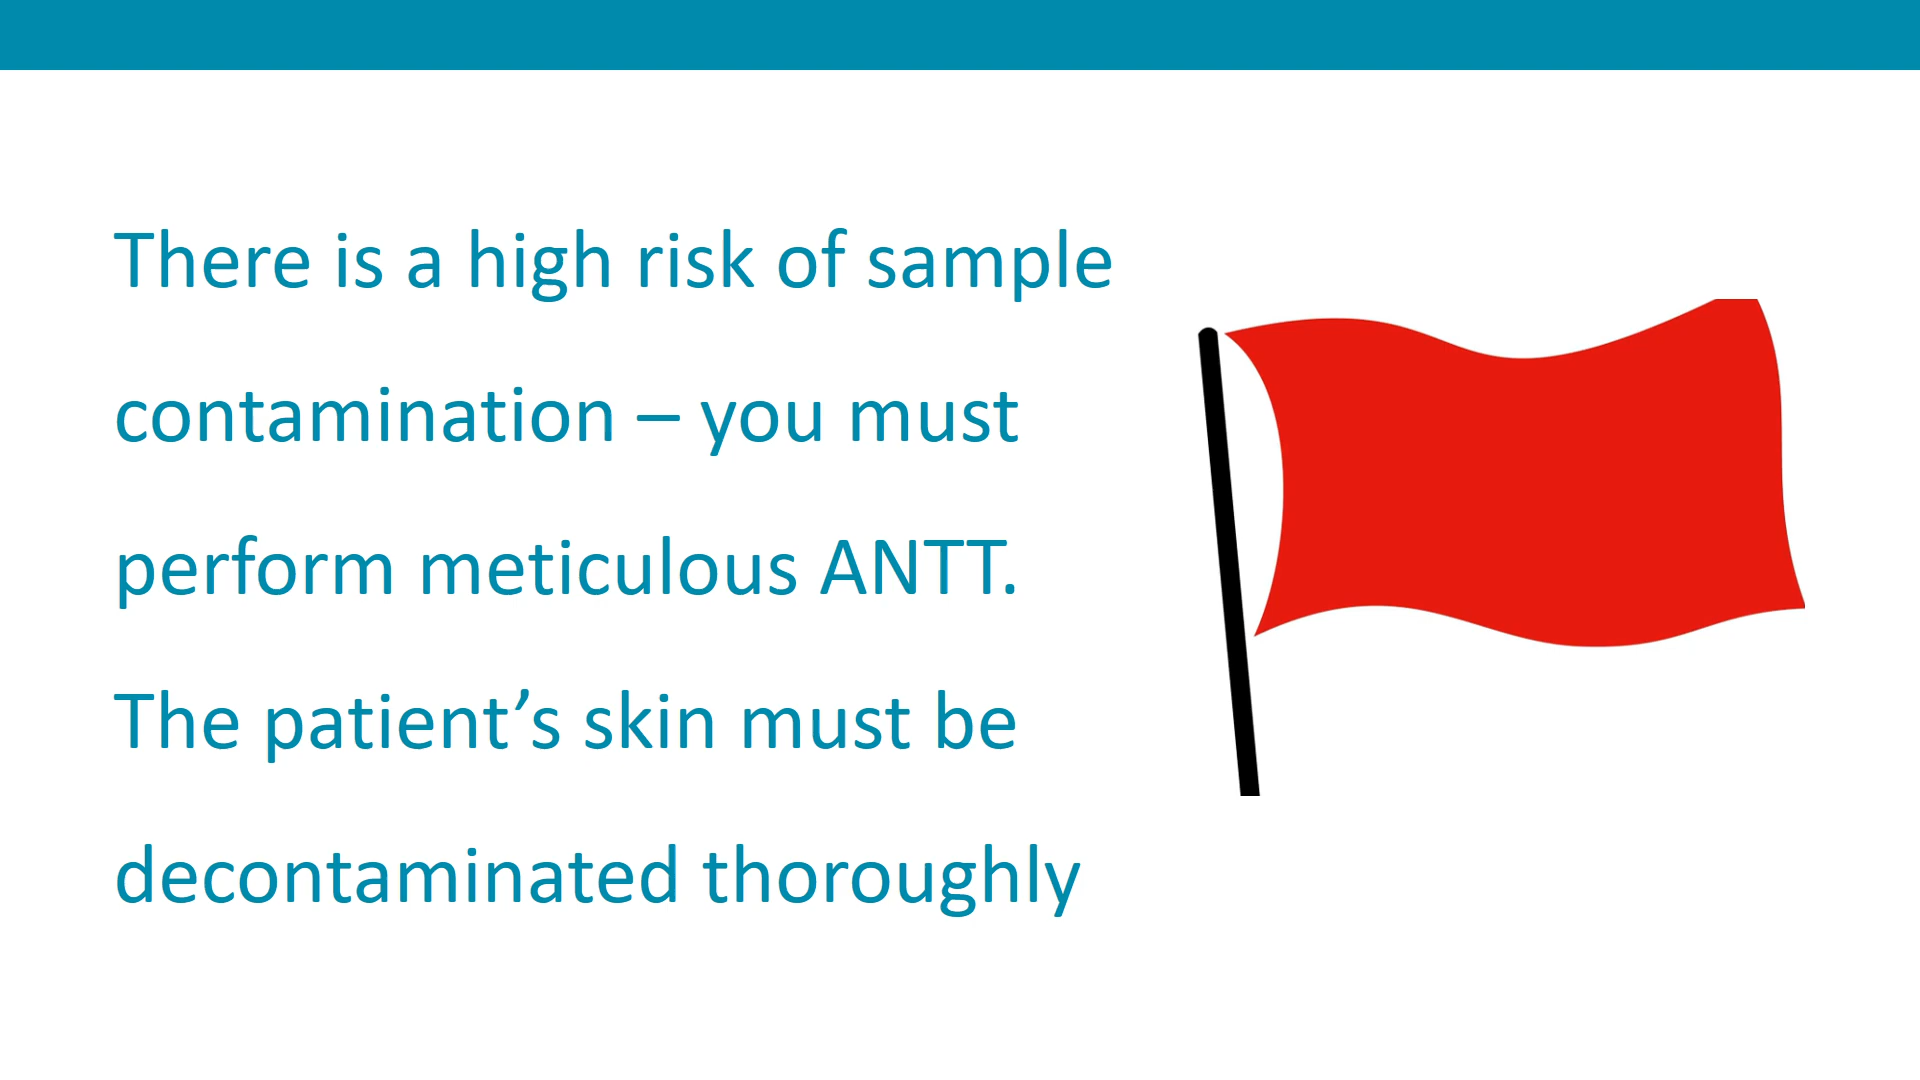 There is a high risk of sample
contamination – you must
perform meticulous ANTT.
The patient’s skin must be
decontaminated thoroughly